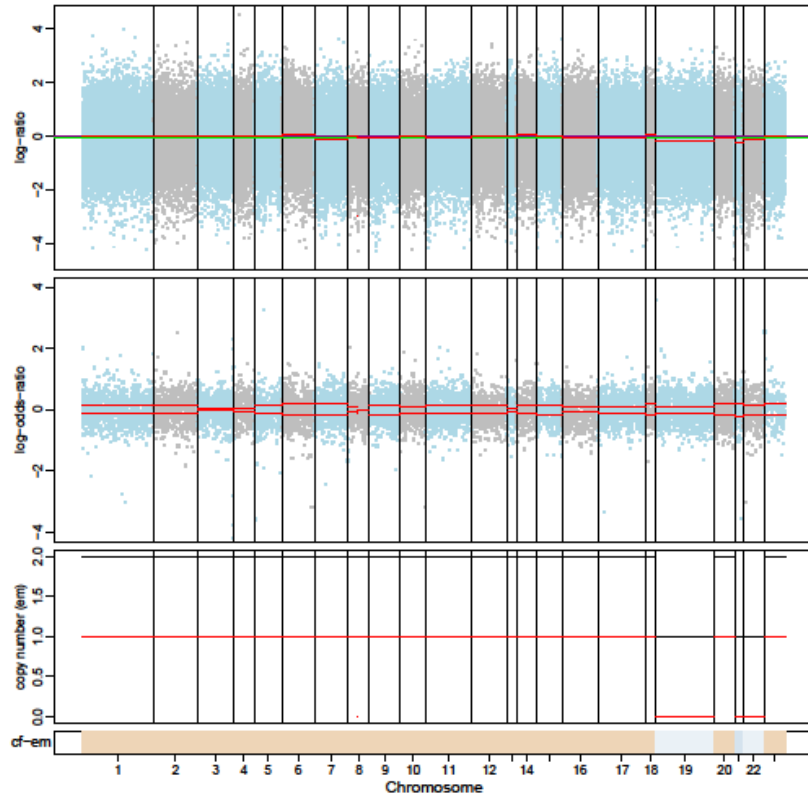 4
2
0
−2
−4
log-ratio
4
2
0
−2
−4
log-odds-ratio
2.0
1.5
1.0
0.5
0.0
copy number (em)
cf-em
1 2 3 4 5 6 7 8 9 10 11 12 14 16 17 18 19 20 22
Chromosome